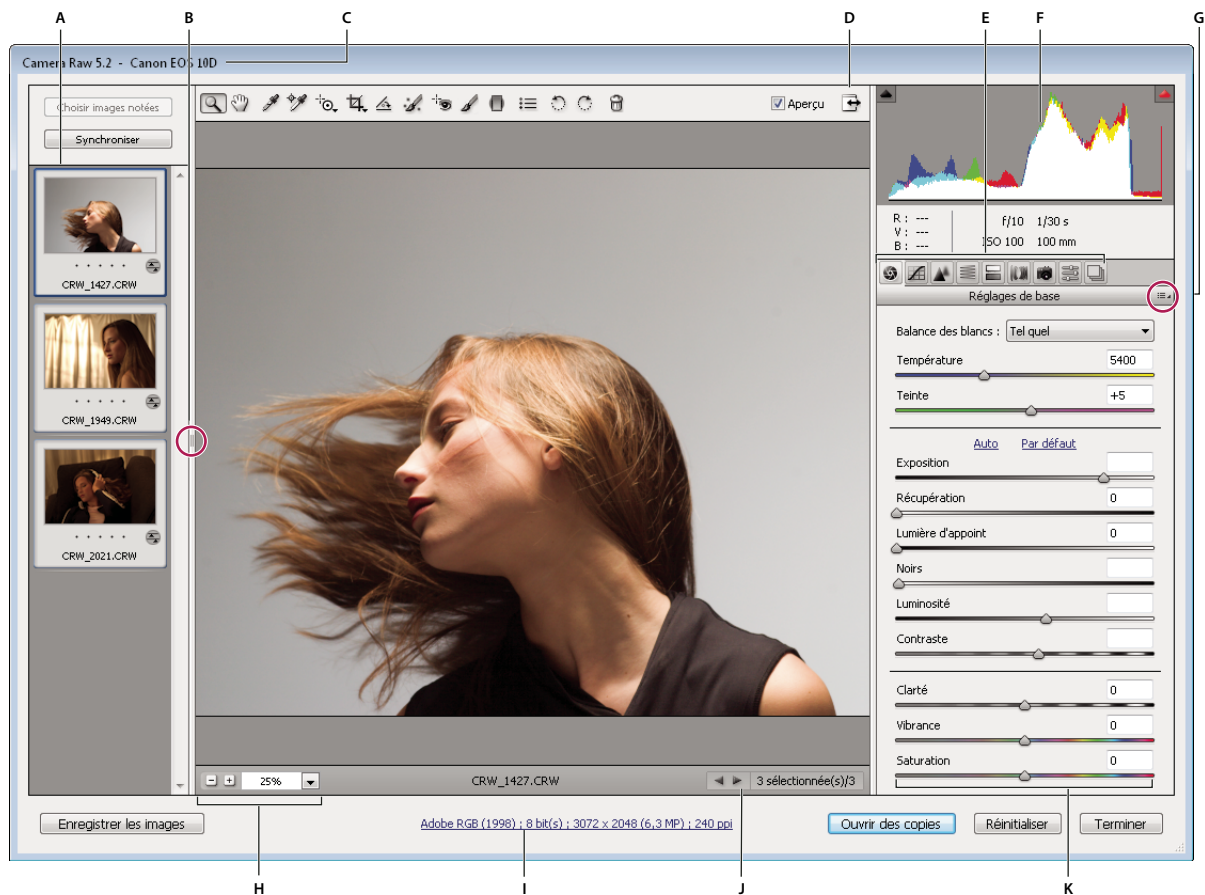 A B C D E F G
Camera Raw 5.2 - Canon EOS 10D
Choisir images notées
Synchroniser
Aperçu
CRW_1427.CRW
CRW_1949.CRW
CRW_2021.CRW
R : --- f/10 1/30 s
V : ---
B : --- ISO 100 100 mm
Réglages de base
Balance des blancs : Tel quel
Température 5400
Teinte +5
Auto Par défaut
Exposition
Récupération 0
Lumière d'appoint 0
Noirs
Luminosité
Contraste
Clarté 0
Vibrance 0
Saturation 0
25% CRW_1427.CRW 3 sélectionnée(s)/3
Enregistrer les images Adobe RGB (1998) ; 8 bit(s) ; 3072 x 2048 (6,3 MP) ; 240 ppi Ouvrir des copies Réinitialiser Terminer
H I J K